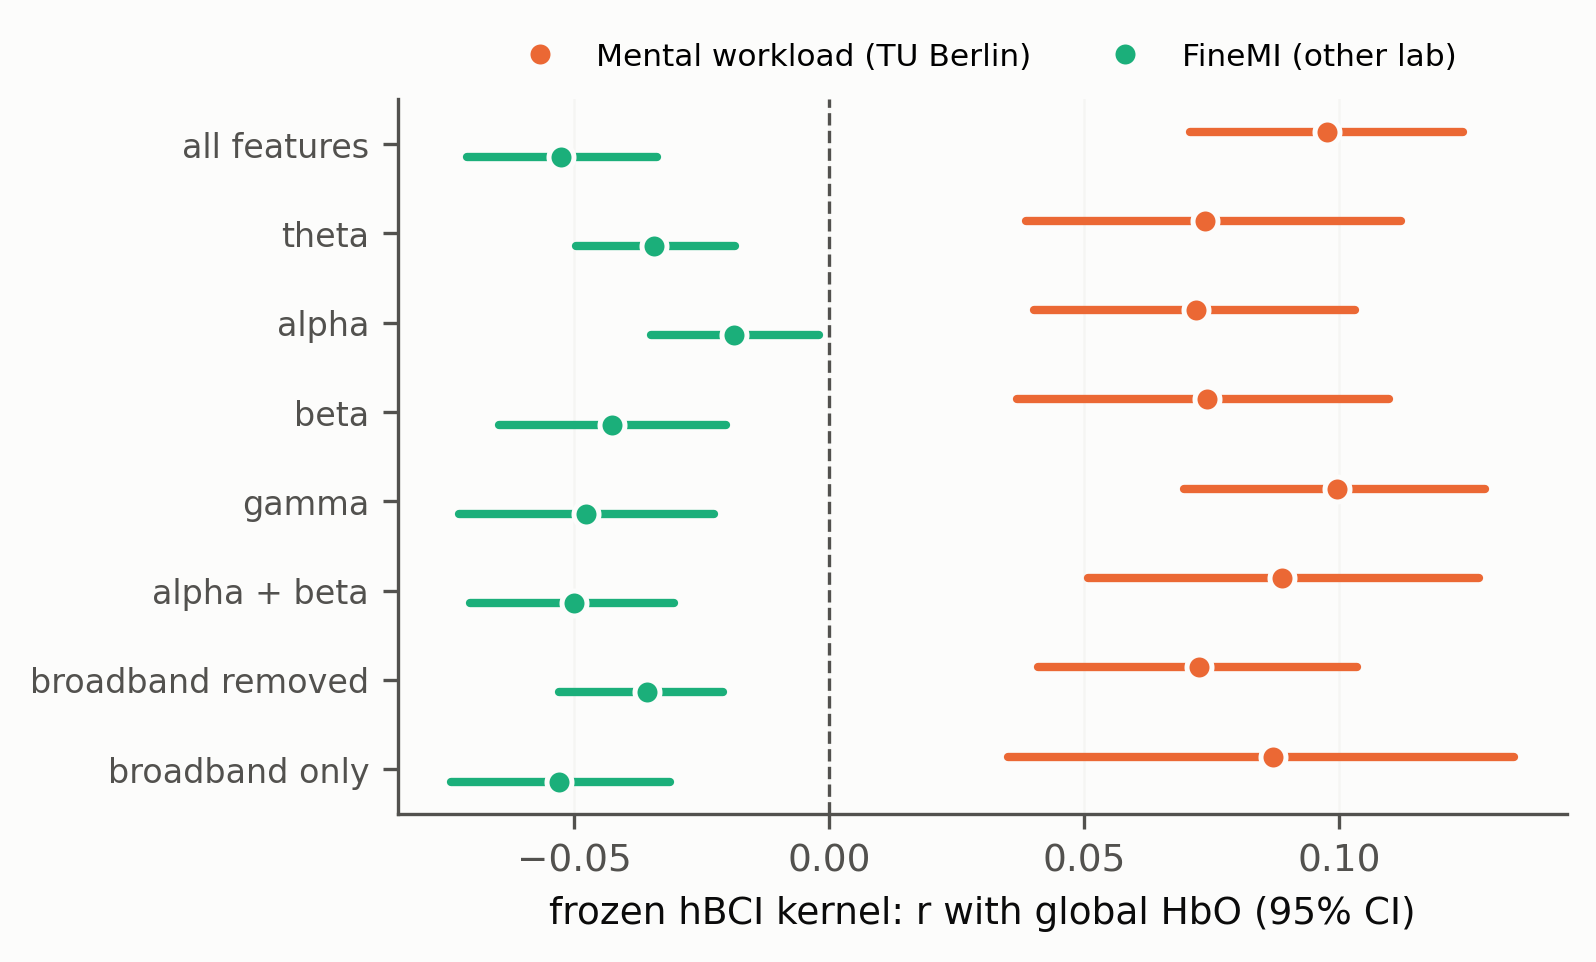 Mental workload (TU Berlin) FineMI (other lab)
all features
theta
alpha
beta
gamma
alpha + beta
broadband removed
broadband only
−0.05 0.00 0.05 0.10
frozen hBCI kernel: r with global HbO (95% CI)